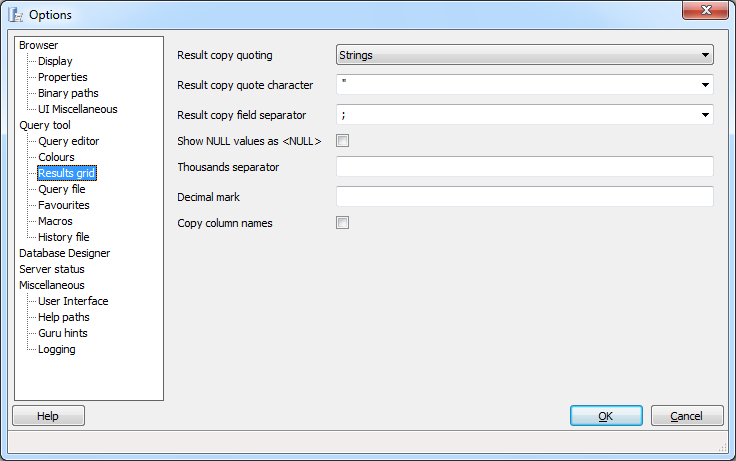 Options
Browser
Display
Properties
Binary paths
UI Miscellaneous
Query tool
Query editor
Colours
Results grid
Query file
Favourites
Macros
History file
Database Designer
Server status
Miscellaneous
User Interface
Help paths
Guru hints
Logging
Result copy quoting
Strings
Result copy quote character
"
Result copy field separator
;
Show NULL values as <NULL>
Thousands separator
Decimal mark
Copy column names
Help
OK
Cancel